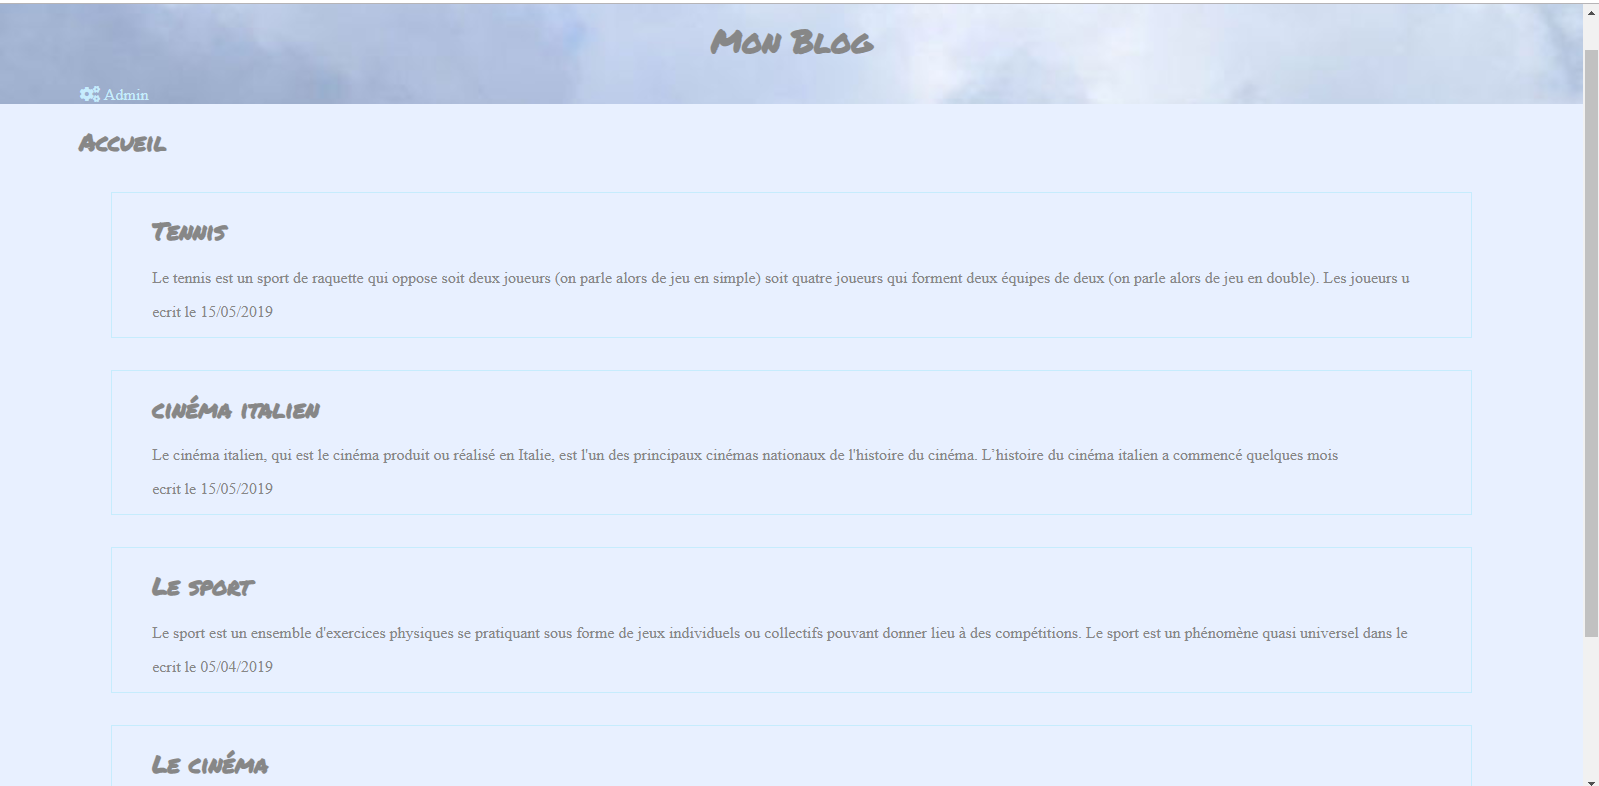 Mon Blog
Admin
Accueil
Tennis
Le tennis est un sport de raquette qui oppose soit deux joueurs (on parle alors de jeu en simple) soit quatre joueurs qui forment deux équipes de deux (on parle alors de jeu en double). Les joueurs u
ecrit le 15/05/2019
cinéma italien
Le cinéma italien, qui est le cinéma produit ou réalisé en Italie, est l'un des principaux cinémas nationaux de l'histoire du cinéma. L’histoire du cinéma italien a commencé quelques mois
ecrit le 15/05/2019
Le sport
Le sport est un ensemble d'exercices physiques se pratiquant sous forme de jeux individuels ou collectifs pouvant donner lieu à des compétitions. Le sport est un phénomène quasi universel dans le
ecrit le 05/04/2019
Le cinéma